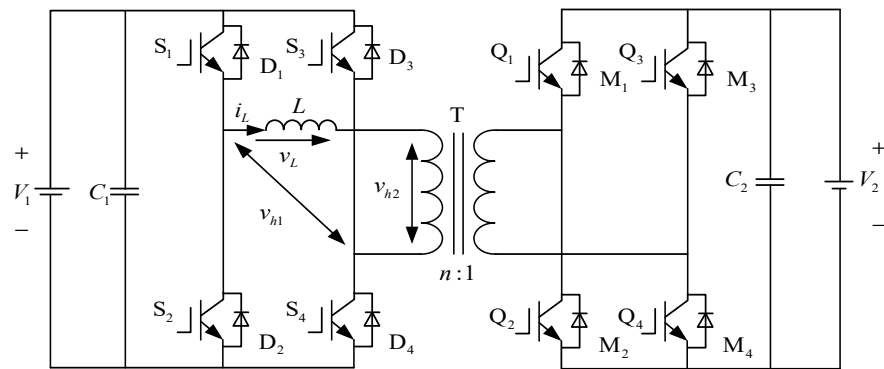 S1
D1
S3
D3
Q1
M1
Q3
M3
iL
L
T
vL
+
V1
−
C1
vh1
vh2
C2
+
V2
−
n:1
S2
D2
S4
D4
Q2
M2
Q4
M4